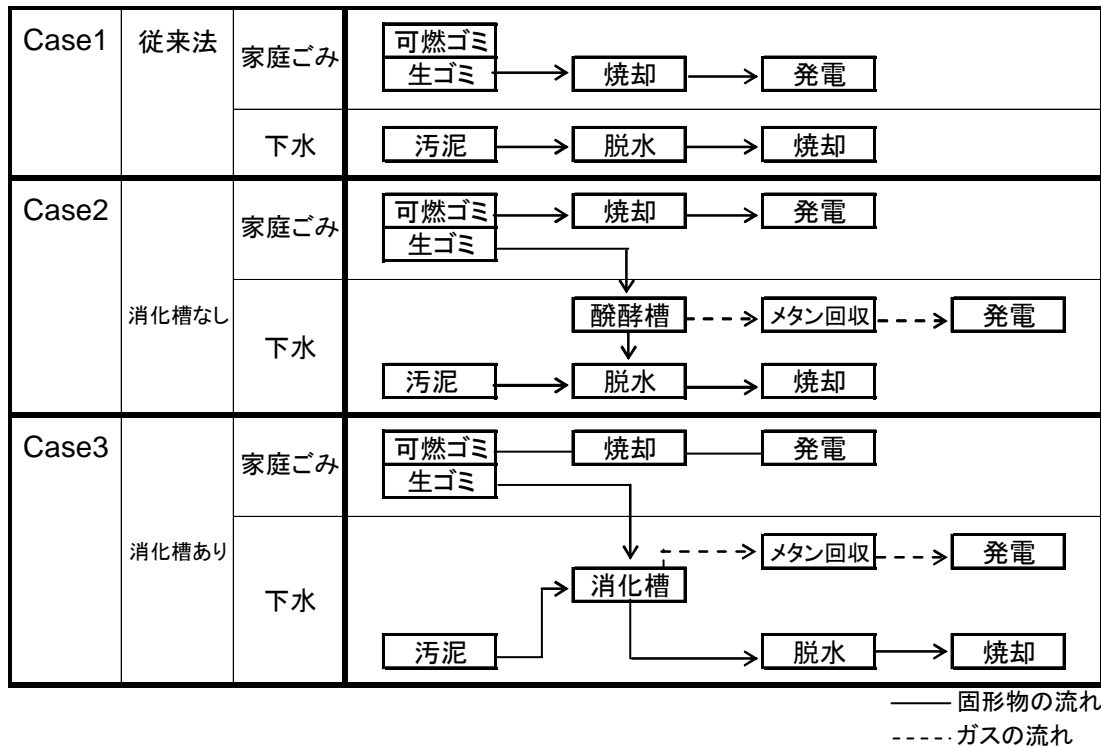 Case1
従来法
家庭ごみ
可燃ゴミ
生ゴミ
焼却
発電
下水
汚泥
脱水
焼却
Case2
消化槽なし
家庭ごみ
可燃ゴミ
焼却
発電
生ゴミ
下水
醗酵槽
メタン回収
発電
汚泥
脱水
焼却
Case3
消化槽あり
家庭ごみ
可燃ゴミ
焼却
発電
生ゴミ
下水
メタン回収
発電
消化槽
汚泥
脱水
焼却
固形物の流れ
ガスの流れ